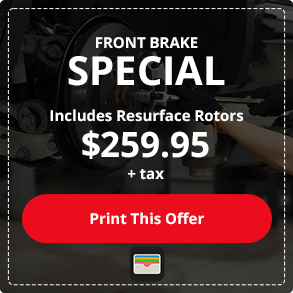 FRONT BRAKE
SPECIAL
Includes Resurface Rotors
$259.95
+ tax
Print This Offer